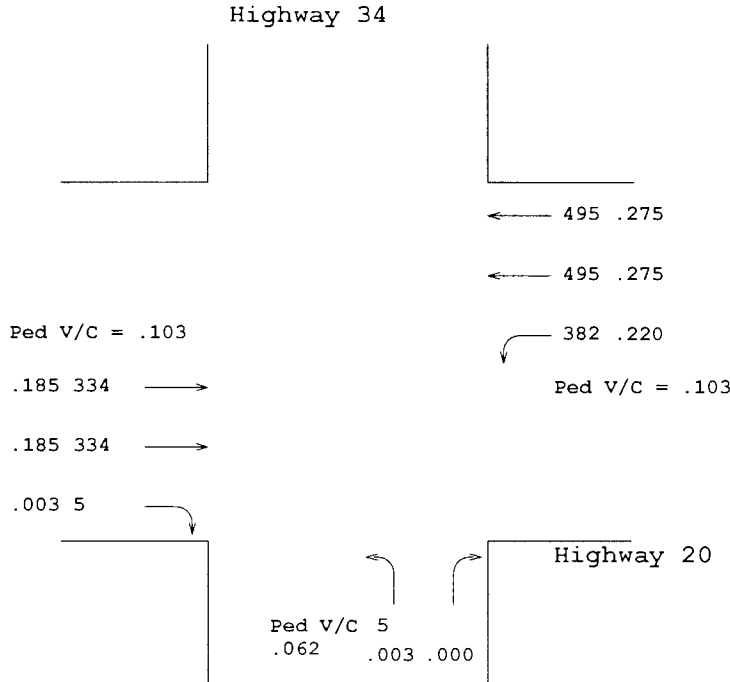 Highway 34
495 .275
495 .275
382 .220
Ped V/C = .103
Ped V/C = .103
.185 334
.185 334
.003 5
Highway 20
Ped V/C 5
.062 .003 .000